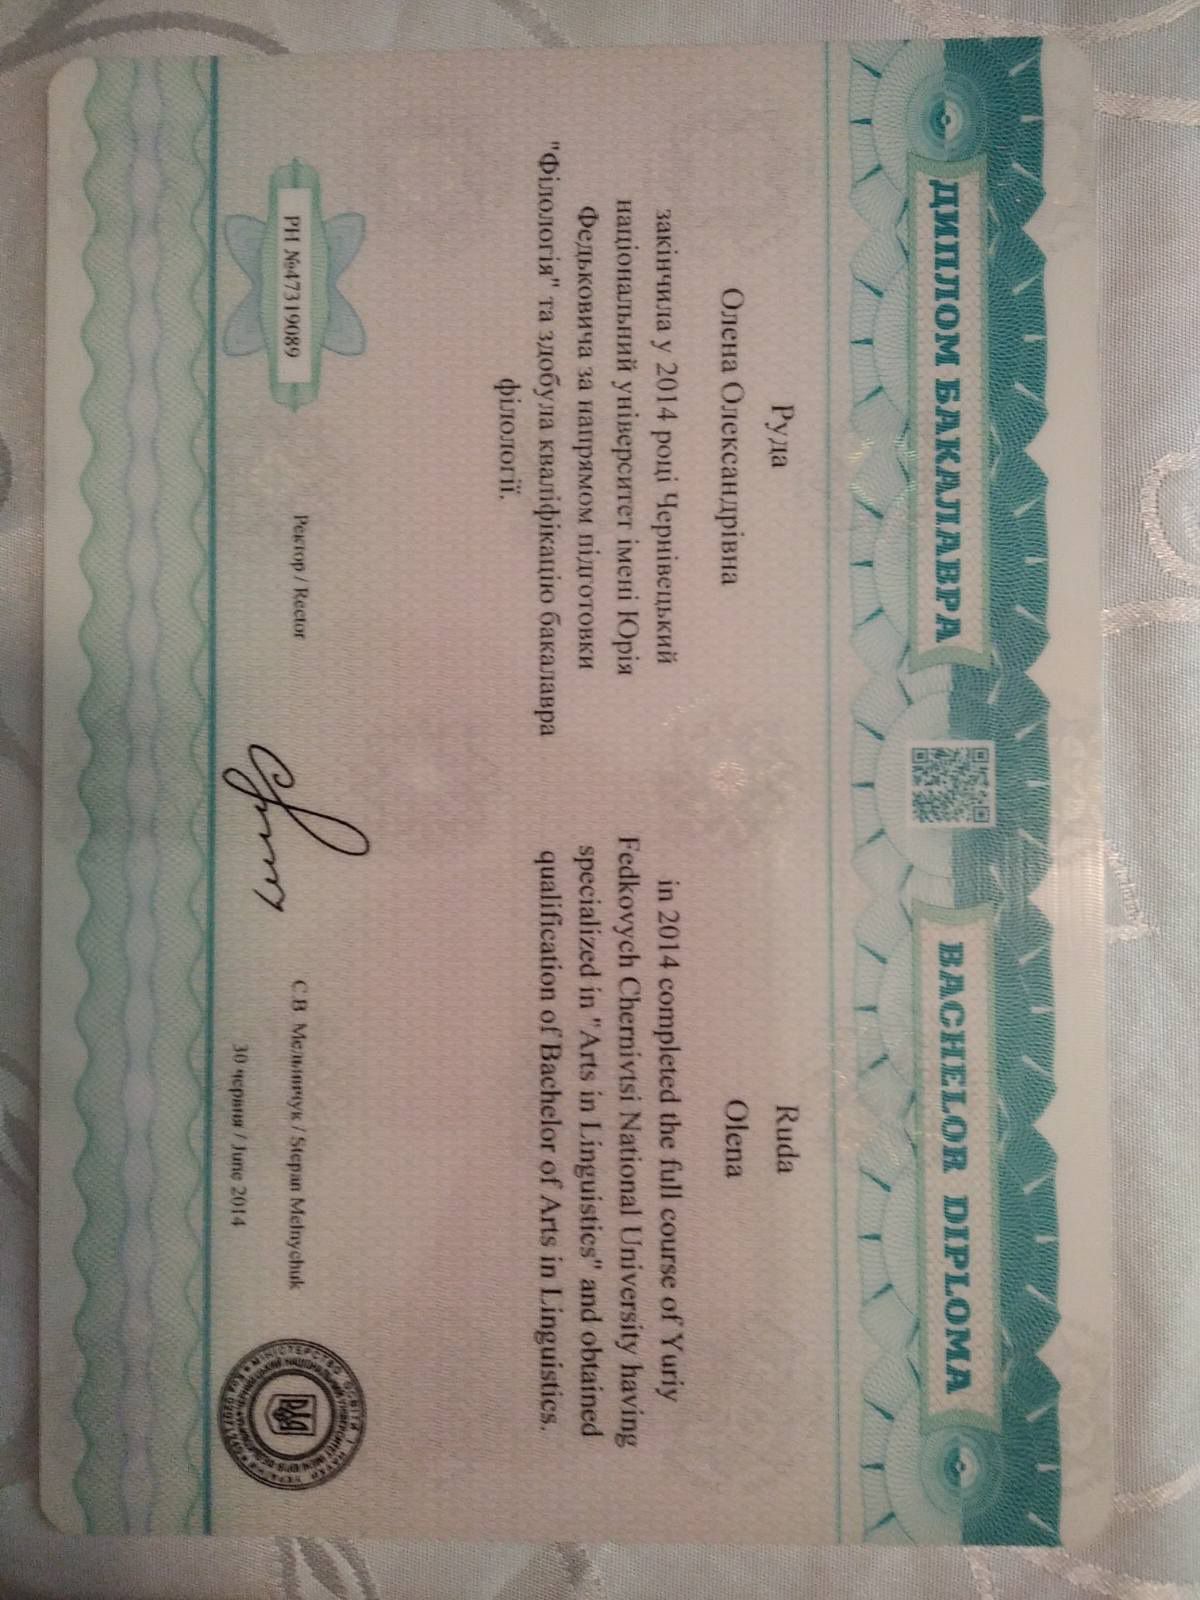 ДИПЛОМ БАКАЛАВРА
Руда
Олена Олександрівна
закінчила у 2014 році Чернівецький
національний університет імені Юрія
Федьковича за напрямом підготовки
"Філологія" та здобула кваліфікацію бакалавра
філології.
BACHELOR DIPLOMA
Ruda
Olena
in 2014 completed the full course of Yuriy
Fedkovych Chernivtsi National University having
specialized in "Arts in Linguistics" and obtained
qualification of Bachelor of Arts in Linguistics.
РН №47319089
Ректор / Rector
С.В. Мельничук / Stepan Melnychuk
30 червня / June 2014